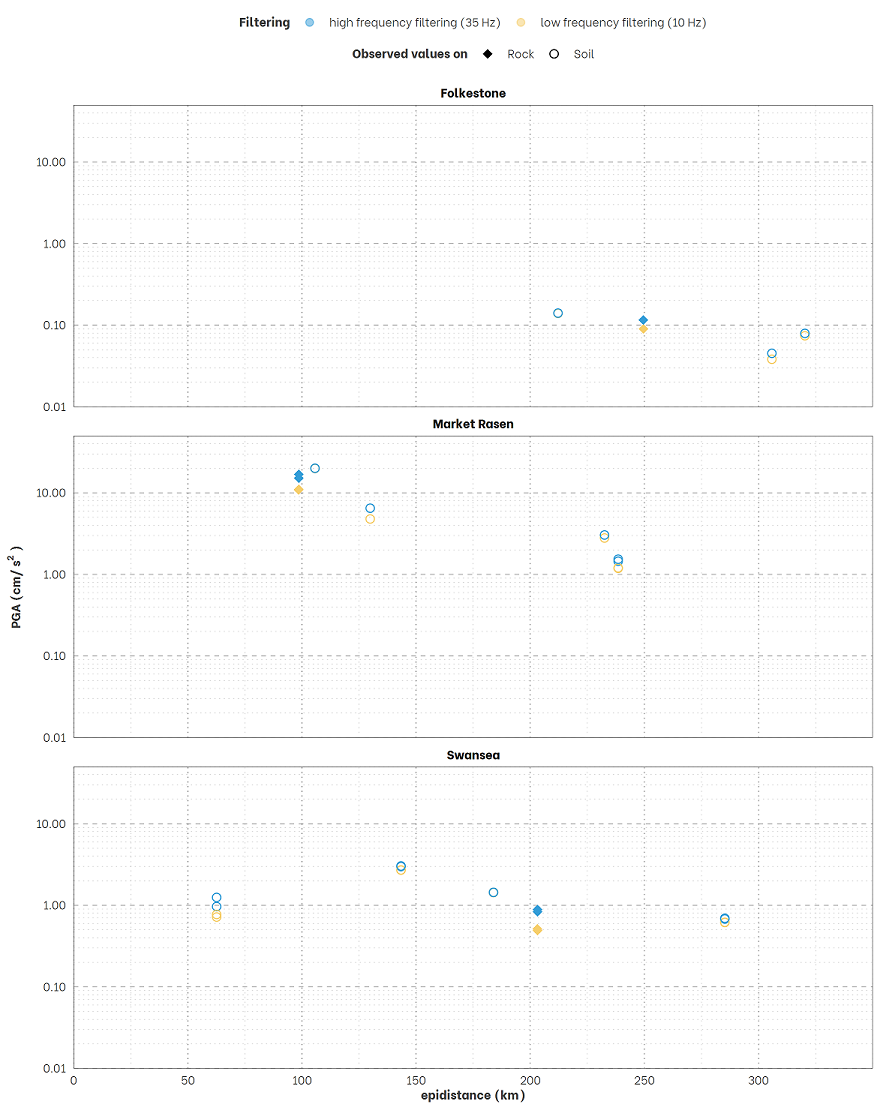 Filtering high frequency filtering (35 Hz) low frequency filtering (10 Hz)
Observed values on Rock Soil
Folkestone
10.00
1.00
0.10
0.01
Market Rasen
10.00
1.00
0.10
0.01
PGA (cm/ s² )
Swansea
10.00
1.00
0.10
0.01
0 50 100 150 200 250 300
epidistance (km)